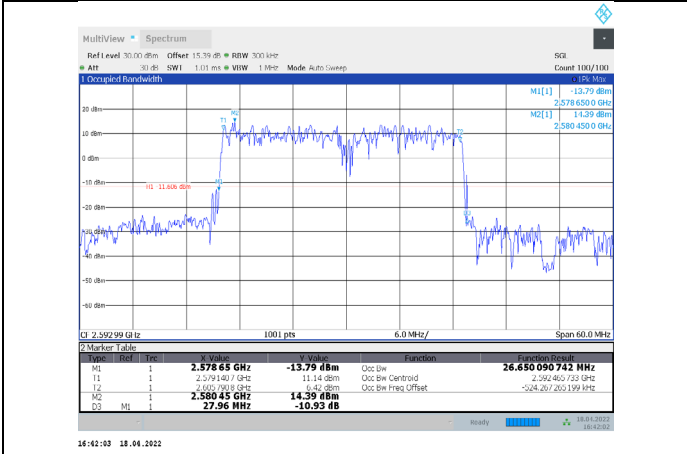 MultiView Spectrum
Ref Level 30.00 dBm Offset 15.39 dB RBW 300 kHz SGL
Att 30 dB SWT 1.01 ms VBW 1 MHz Mode Auto Sweep Count 100/100
1 Occupied Bandwidth 1Pk Max
M1[1] -13.79 dBm
2.578 650 0 GHz
M2[1] 14.39 dBm
2.580 450 0 GHz
20 dBm
M2
T1
T2
10 dBm
0 dBm
-10 dBm
H1 -11.606 dBm
M1
-20 dBm
D3
-30 dBm
-40 dBm
-50 dBm
-60 dBm
CF 2.592 99 GHz 1001 pts 6.0 MHz/ Span 60.0 MHz
2 Marker Table
Type Ref Trc X Value Y Value Function Function Result
M1 1 2.578 65 GHz -13.79 dBm Occ Bw 26.650 090 742 MHz
T1 1 2.579 140 7 GHz 11.14 dBm Occ Bw Centroid 2.592 465 733 GHz
T2 1 2.605 790 8 GHz 6.42 dBm Occ Bw Freq Offset -524.267 265 199 kHz
M2 1 2.580 45 GHz 14.39 dBm
D3 M1 1 27.96 MHz -10.93 dB
Ready 18.04.2022
16:42:02
16:42:03 18.04.2022